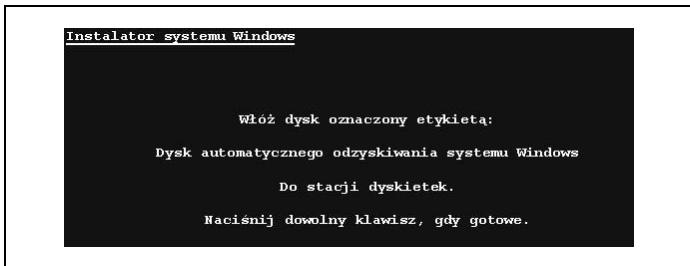 Instalator systemu Windows
Włóż dysk oznaczony etykietą:
Dysk automatycznego odzyskiwania systemu Windows
Do stacji dyskietek.
Naciśnij dowolny klawisz, gdy gotowe.